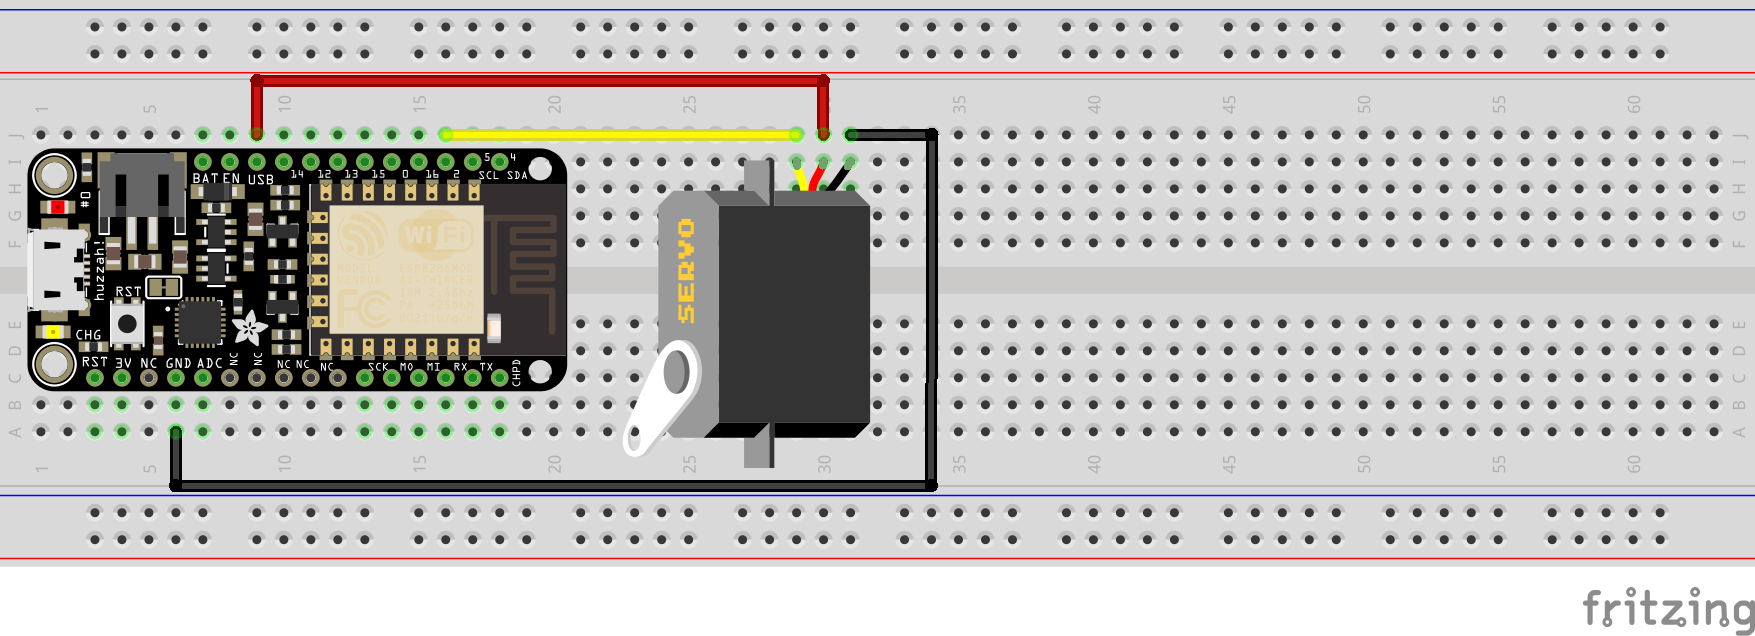 1 5 10 15 20 25 30 35 40 45 50 55 60
J J
I I
H H
G G
F F
BAT EN USB 14 12 13 15 0 16 2 5 SCL 4 SDA
#0
WiFi
huzzah!
SERVO
FC
RST
CHG
E E
D D
C C
B B
A A
RST 3V NC GND ADC NC NC NC NC NC SCK MO MI RX TX CHPD
1 5 10 15 20 25 30 35 40 45 50 55 60
fritzing